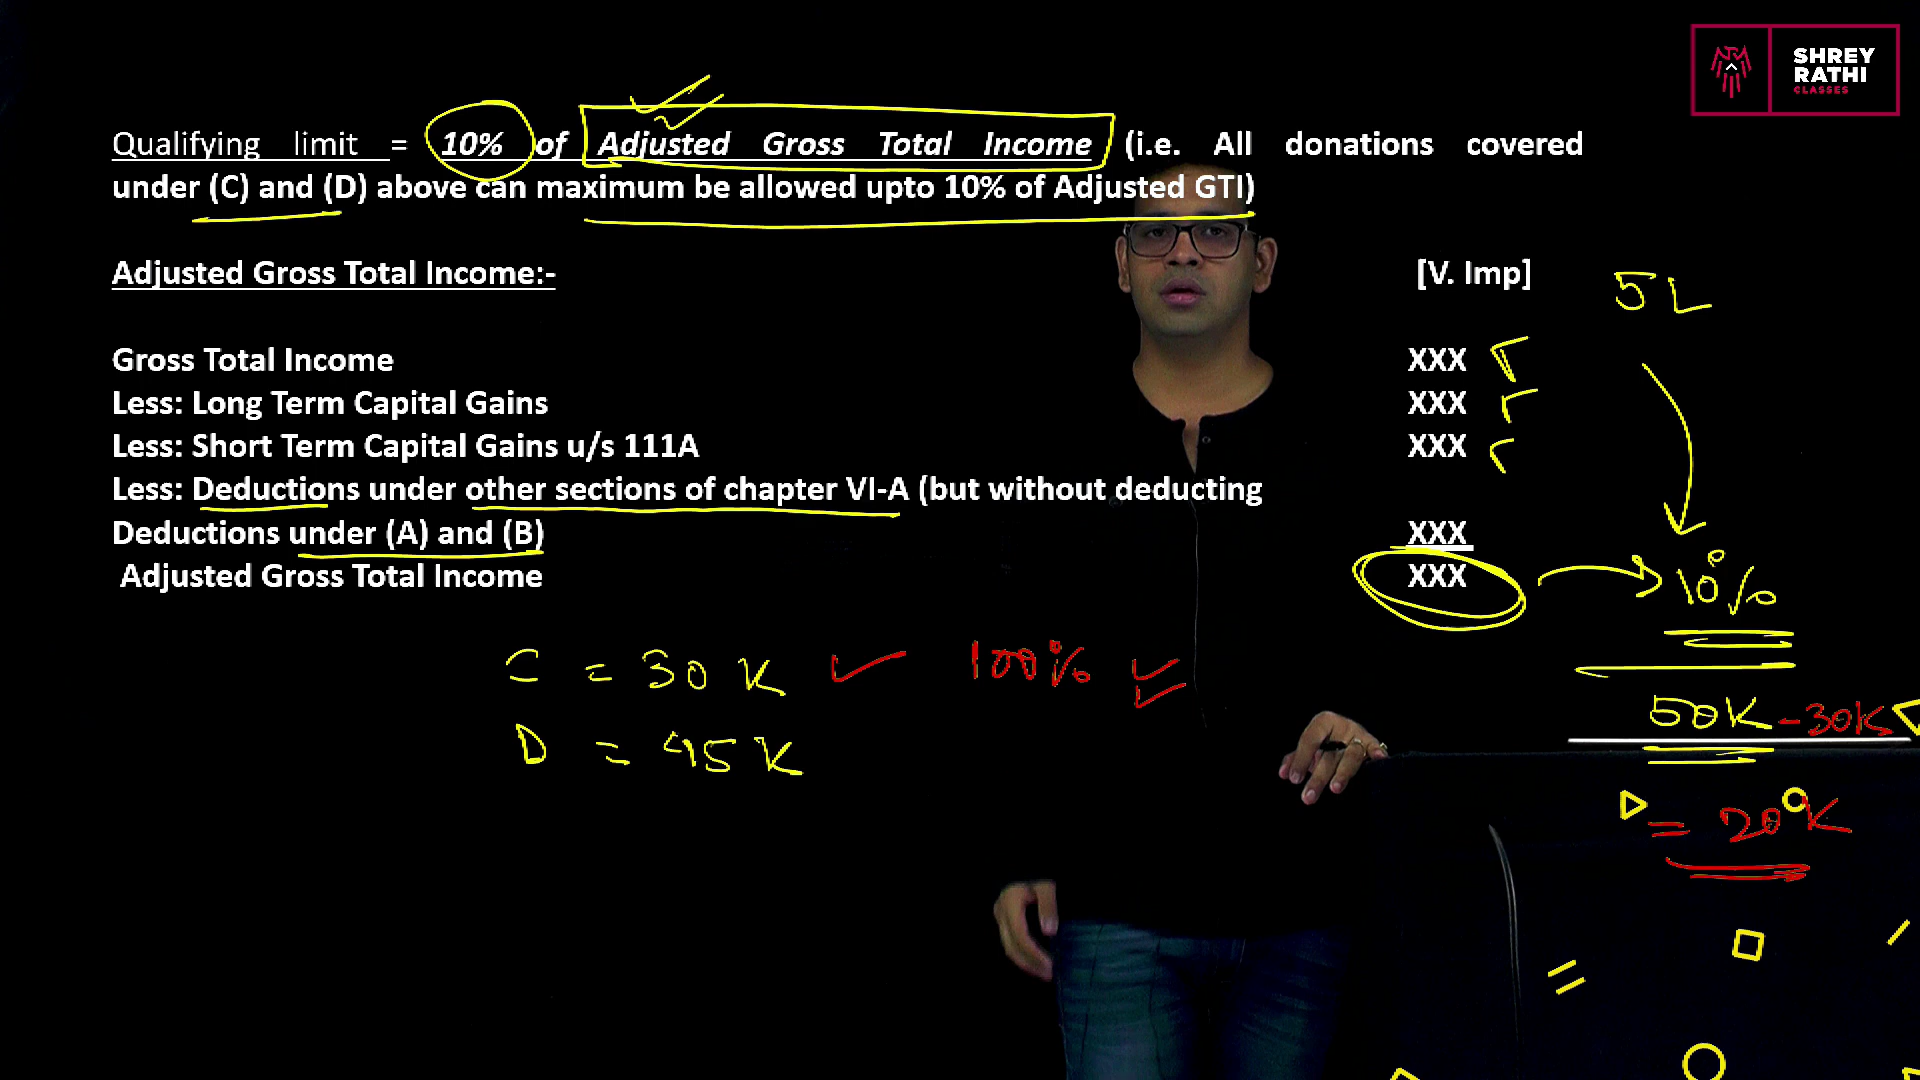 SHREY
RATHI
CLASSES
Qualifying limit = 10% of Adjusted Gross Total Income (i.e. All donations covered
under (C) and (D) above can maximum be allowed upto 10% of Adjusted GTI)
Adjusted Gross Total Income:- [V. Imp] 5L
Gross Total Income XXX
Less: Long Term Capital Gains XXX
Less: Short Term Capital Gains u/s 111A XXX
Less: Deductions under other sections of chapter VI-A (but without deducting
Deductions under (A) and (B) XXX
Adjusted Gross Total Income XXX 10%
C = 30 K 100%
50K - 30K
D = 45 K
= 20K